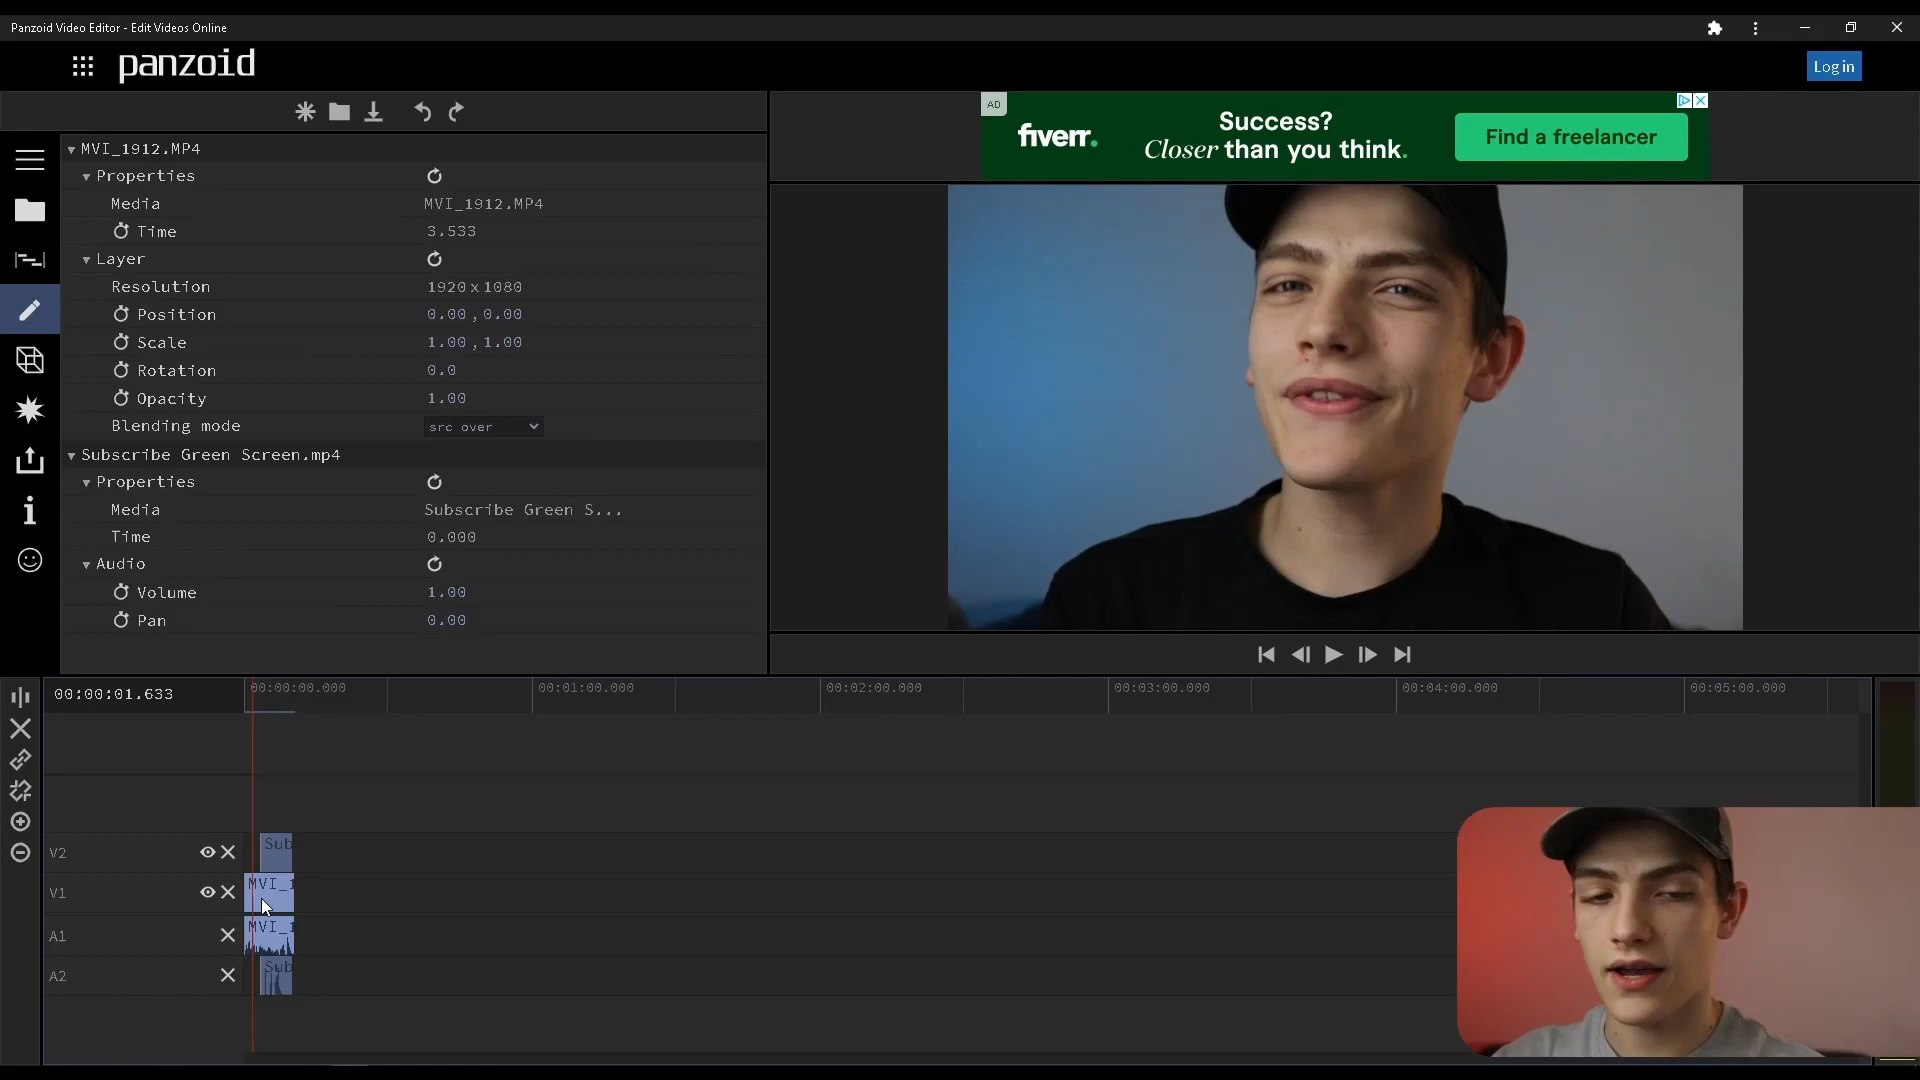 Panzoid Video Editor - Edit Videos Online
panzoid
Log in
AD
fiverr.
Success?
Closer than you think.
Find a freelancer
MVI_1912.MP4
Properties
Media MVI_1912.MP4
Time 3.533
Layer
Resolution 1920x1080
Position 0.00,0.00
Scale 1.00,1.00
Rotation 0.0
Opacity 1.00
Blending mode src over
Subscribe Green Screen.mp4
Properties
Media Subscribe Green S...
Time 0.000
Audio
Volume 1.00
Pan 0.00
00:00:01.633
00:00:00.000 00:01:00.000 00:02:00.000 00:03:00.000 00:04:00.000 00:05:00.000
V2 Sub
V1 MVI_1
A1 MVI_1
A2 Sub